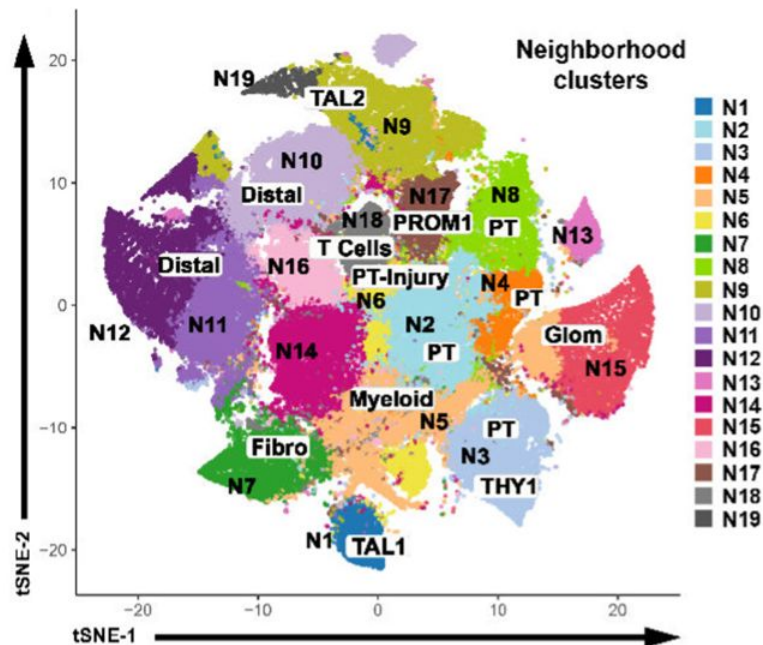 Neighborhood
clusters
N19
TAL2
N9
N10
Distal
N17
N8
N18
PROM1
PT
N13
T Cells
Distal
N16
PT-Injury
N4
PT
N6
N12
N11
N2
Glom
N14
PT
N15
Myeloid
N5
PT
Fibro
N3
N7
THY1
N1
TAL1
N1
N2
N3
N4
N5
N6
N7
N8
N9
N10
N11
N12
N13
N14
N15
N16
N17
N18
N19
20
10
0
−10
−20
tSNE-2
−20
−10
0
10
20
tSNE-1